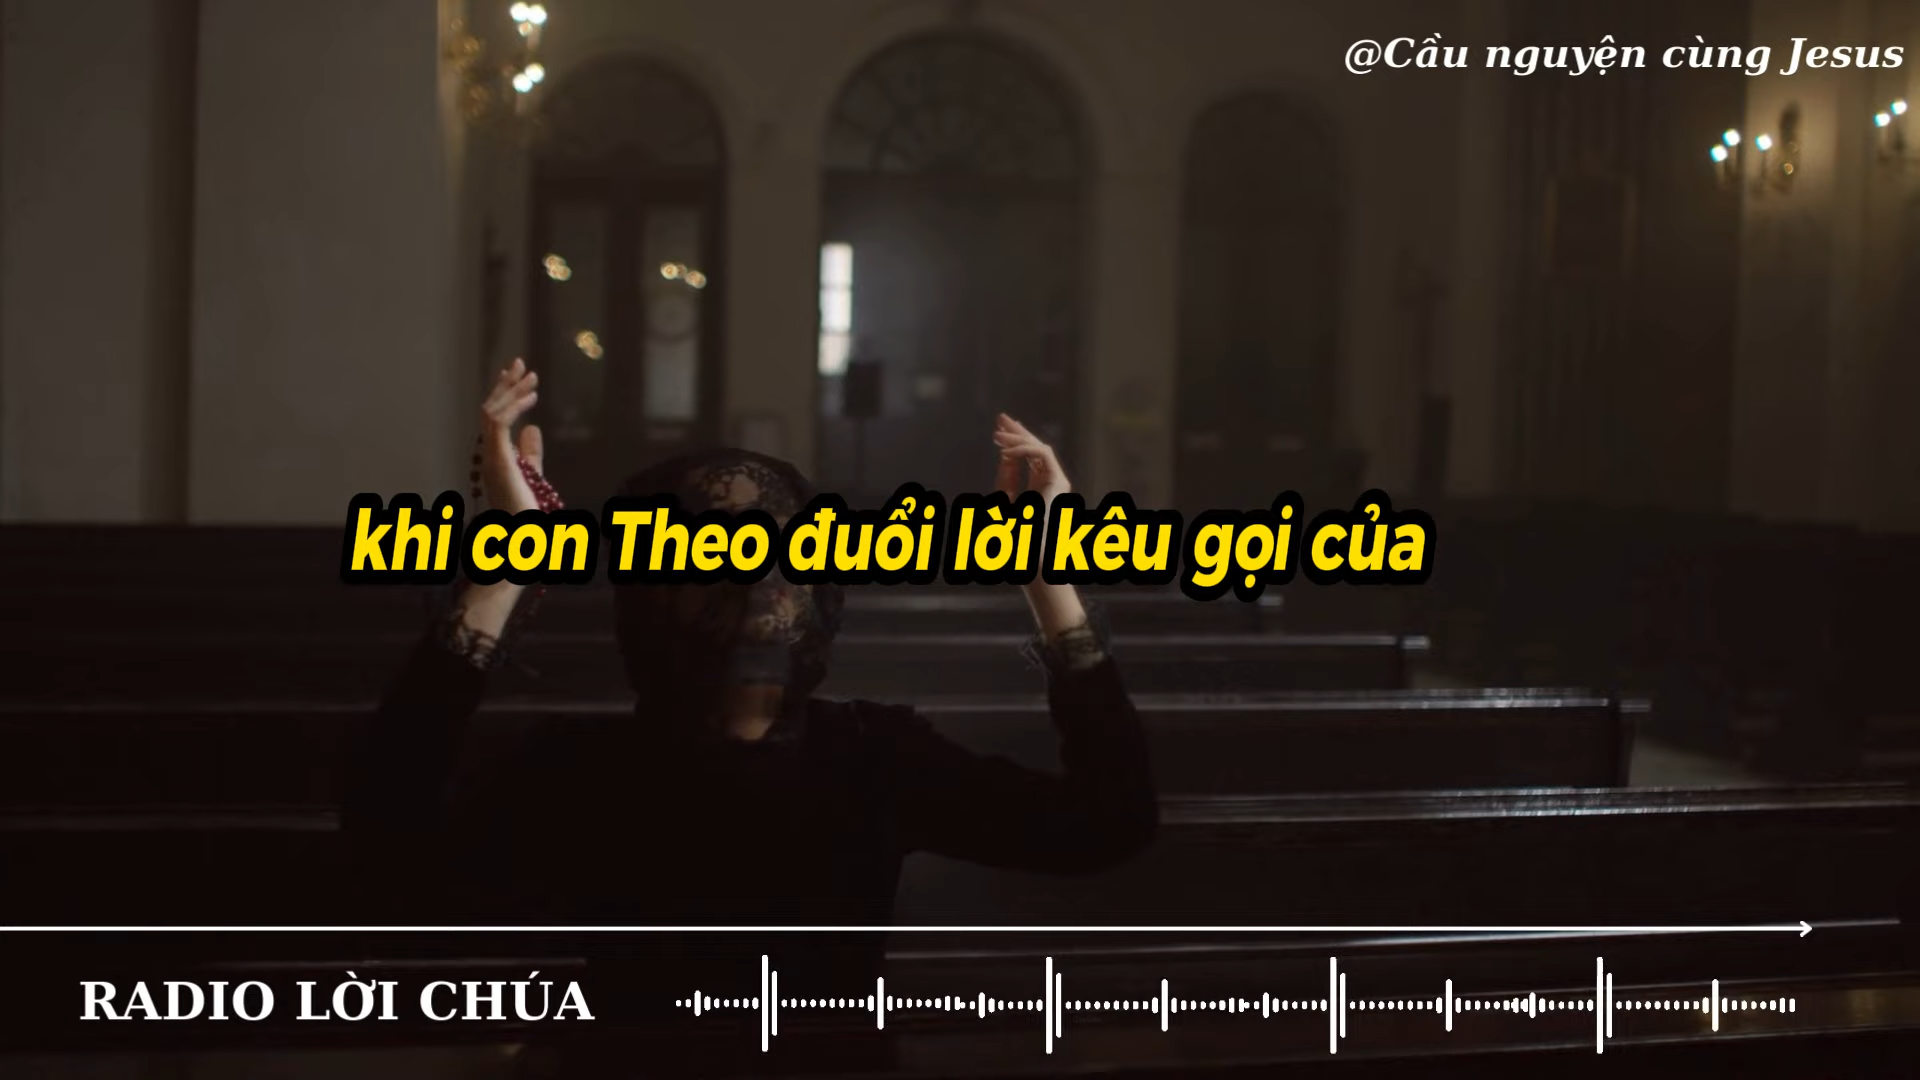 @Cầu nguyện cùng Jesus
khi con Theo đuổi lời kêu gọi của
RADIO LỜI CHÚA